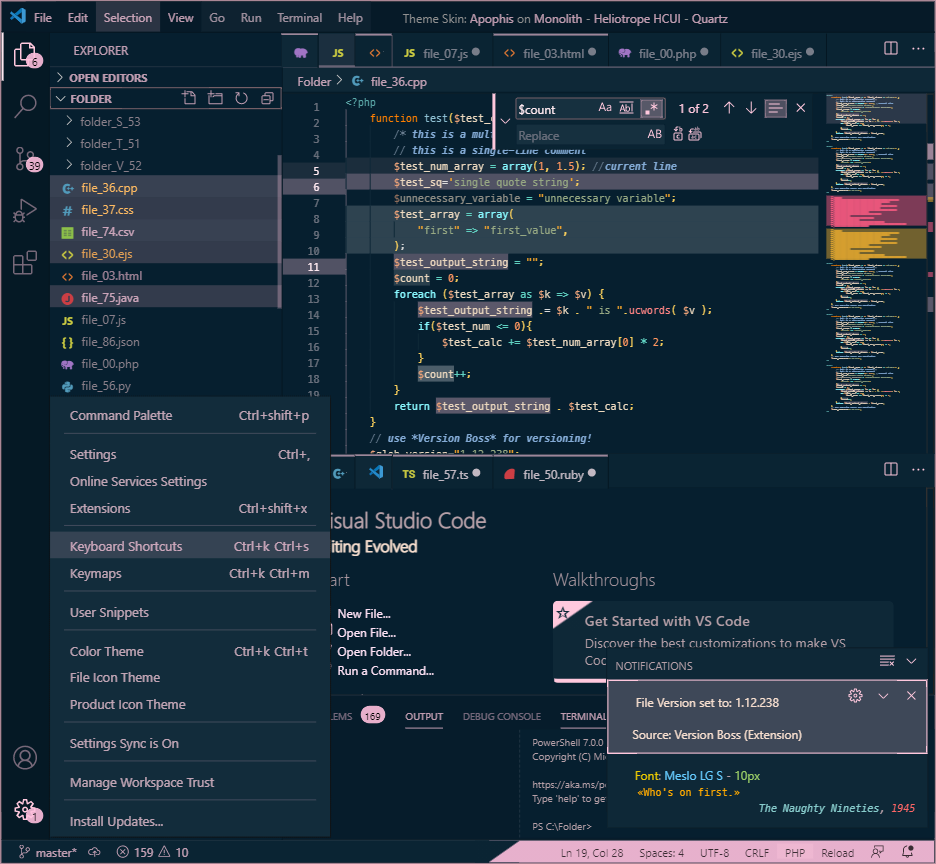 File Edit Selection View Go Run Terminal Help Theme Skin: Apophis on Monolith - Heliotrope HCUI - Quartz
EXPLORER
6
OPEN EDITORS
FOLDER
folder_S_53
folder_T_51
folder_V_52
file_36.cpp
file_37.css
file_74.csv
file_30.ejs
file_03.html
file_75.java
file_07.js
file_86.json
file_00.php
file_56.py
39
JS
JS file_07.js
file_03.html
file_00.php
file_30.ejs
Folder > file_36.cpp
$count Aa Abl .* 1 of 2
Replace AB
1 <?php
2 function test($test_
3 /* this is a mul
4 // this is a single-line comment
5 $test_num_array = array(1, 1.5); //current line
6 $test_sq='single quote string';
7 $unnecessary_variable = "unnecessary variable";
8 $test_array = array(
9 "first" => "first_value",
10 );
11 $test_output_string = "";
12 $count = 0;
13 foreach ($test_array as $k => $v) {
14 $test_output_string .= $k . " is ".ucwords( $v );
15 if($test_num <= 0){
16 $test_calc += $test_num_array[0] * 2;
17 }
18 $count++;
}
return $test_output_string . $test_calc;
}
// use *Version Boss* for versioning!
Command Palette Ctrl+shift+p
Settings Ctrl+,
Online Services Settings
Extensions Ctrl+shift+x
Keyboard Shortcuts Ctrl+k Ctrl+s
Keymaps Ctrl+k Ctrl+m
User Snippets
Color Theme Ctrl+k Ctrl+t
File Icon Theme
Product Icon Theme
Settings Sync is On
Manage Workspace Trust
Install Updates...
1
TS file_57.ts
file_50.ruby
isual Studio Code
iting Evolved
art
New File...
Open File...
Open Folder...
Run a Command...
Walkthroughs
Get Started with VS Code
Discover the best customizations to make VS
Coc
LEMS 169 OUTPUT DEBUG CONSOLE TERMINAL
PowerShell 7.0.0
Copyright (C) Mi
https://aka.ms/p
Type 'help' to ge
PS C:\Folder>
NOTIFICATIONS
File Version set to: 1.12.238
Source: Version Boss (Extension)
Font: Meslo LG S - 10px
«Who's on first.»
The Naughty Nineties, 1945
master* 159 10 Ln 19, Col 28 Spaces: 4 UTF-8 CRLF PHP Reload